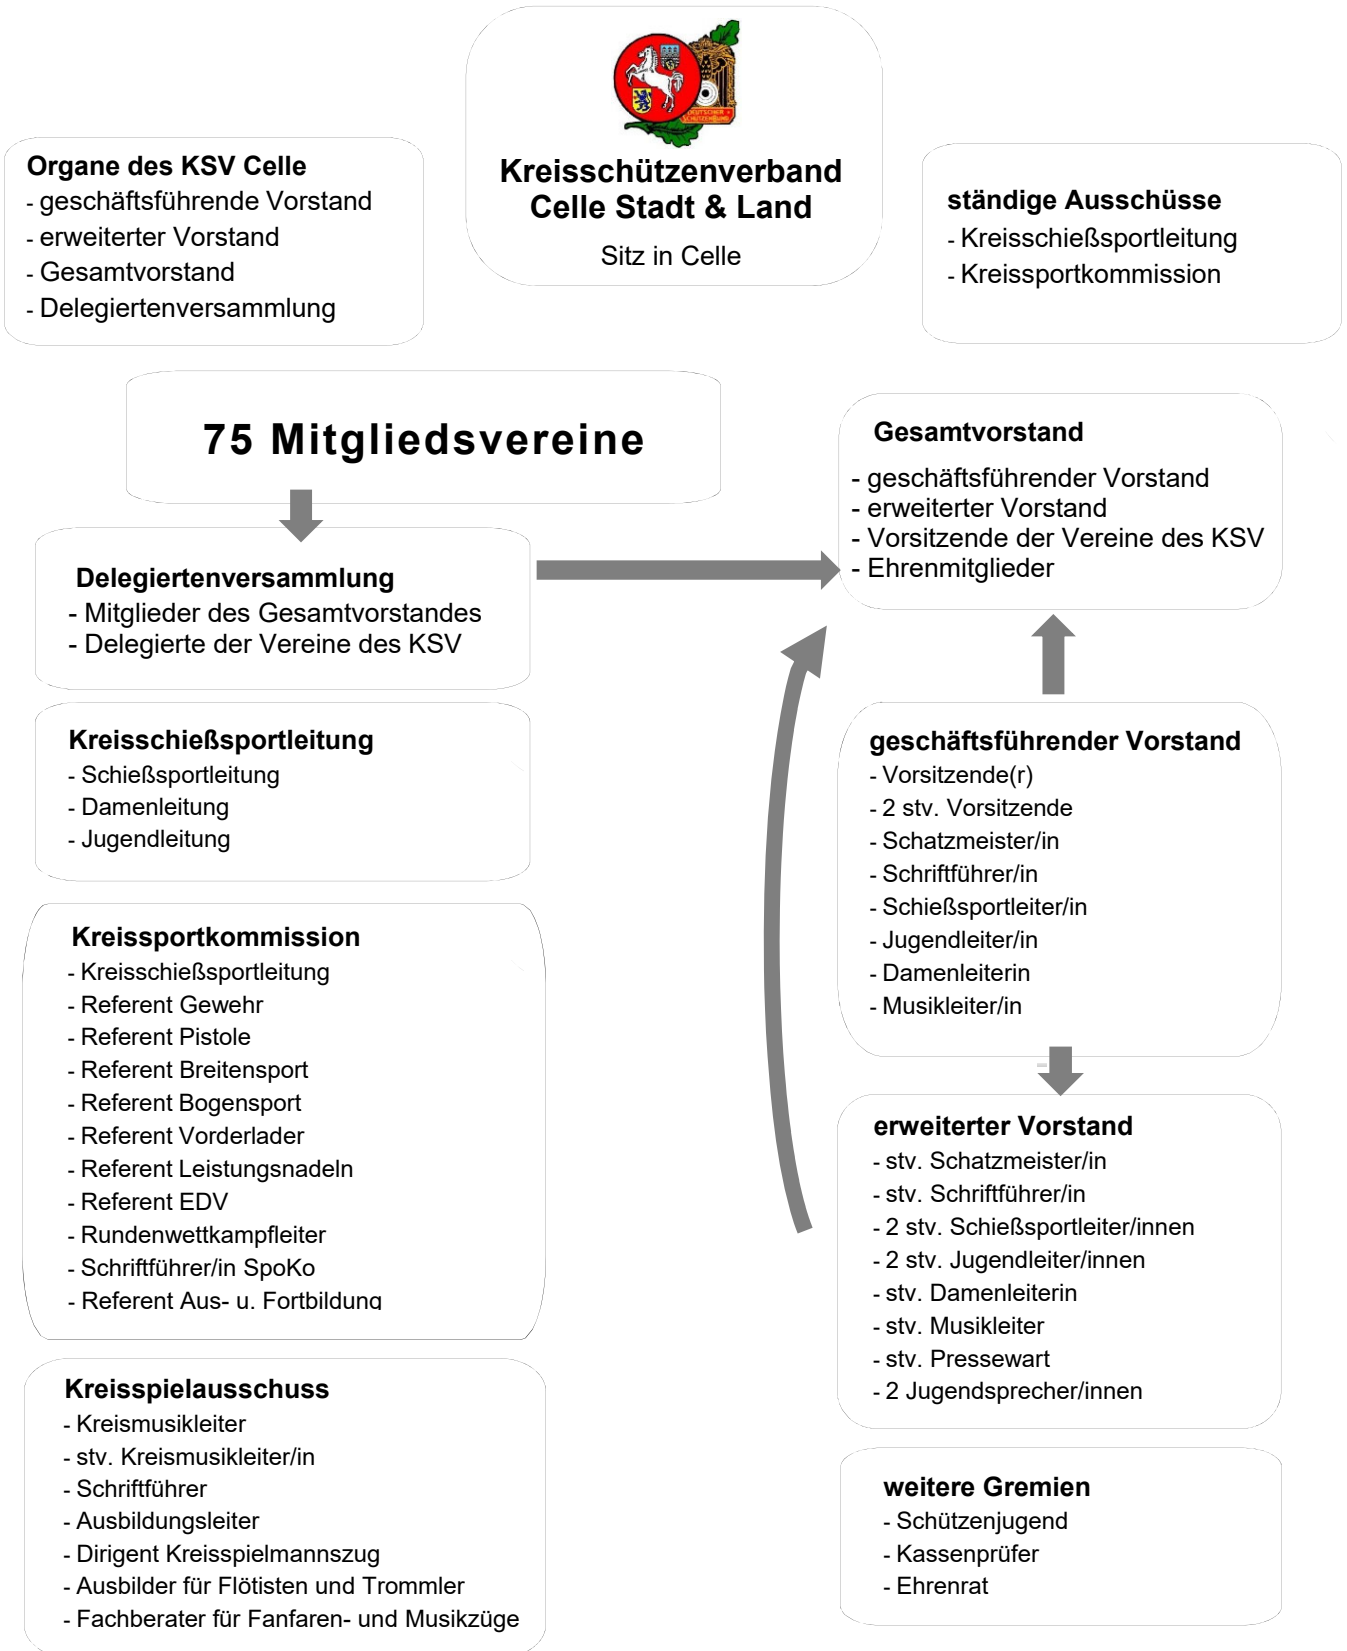 DEUTSCHER
SCHÜTZENBUND
Kreisschützenverband
Celle Stadt & Land
Sitz in Celle
Organe des KSV Celle
- geschäftsführende Vorstand
- erweiterter Vorstand
- Gesamtvorstand
- Delegiertenversammlung
ständige Ausschüsse
- Kreisschießsportleitung
- Kreissportkommission
75 Mitgliedsvereine
Delegiertenversammlung
- Mitglieder des Gesamtvorstandes
- Delegierte der Vereine des KSV
Gesamtvorstand
- geschäftsführender Vorstand
- erweiterter Vorstand
- Vorsitzende der Vereine des KSV
- Ehrenmitglieder
Kreisschießsportleitung
- Schießsportleitung
- Damenleitung
- Jugendleitung
geschäftsführender Vorstand
- Vorsitzende(r)
- 2 stv. Vorsitzende
- Schatzmeister/in
- Schriftführer/in
- Schießsportleiter/in
- Jugendleiter/in
- Damenleiterin
- Musikleiter/in
Kreissportkommission
- Kreisschießsportleitung
- Referent Gewehr
- Referent Pistole
- Referent Breitensport
- Referent Bogensport
- Referent Vorderlader
- Referent Leistungsnadeln
- Referent EDV
- Rundenwettkampfleiter
- Schriftführer/in SpoKo
- Referent Aus- u. Fortbildung
erweiterter Vorstand
- stv. Schatzmeister/in
- stv. Schriftführer/in
- 2 stv. Schießsportleiter/innen
- 2 stv. Jugendleiter/innen
- stv. Damenleiterin
- stv. Musikleiter
- stv. Pressewart
- 2 Jugendsprecher/innen
Kreisspielausschuss
- Kreismusikleiter
- stv. Kreismusikleiter/in
- Schriftführer
- Ausbildungsleiter
- Dirigent Kreisspielmannszug
- Ausbilder für Flötisten und Trommler
- Fachberater für Fanfaren- und Musikzüge
weitere Gremien
- Schützenjugend
- Kassenprüfer
- Ehrenrat